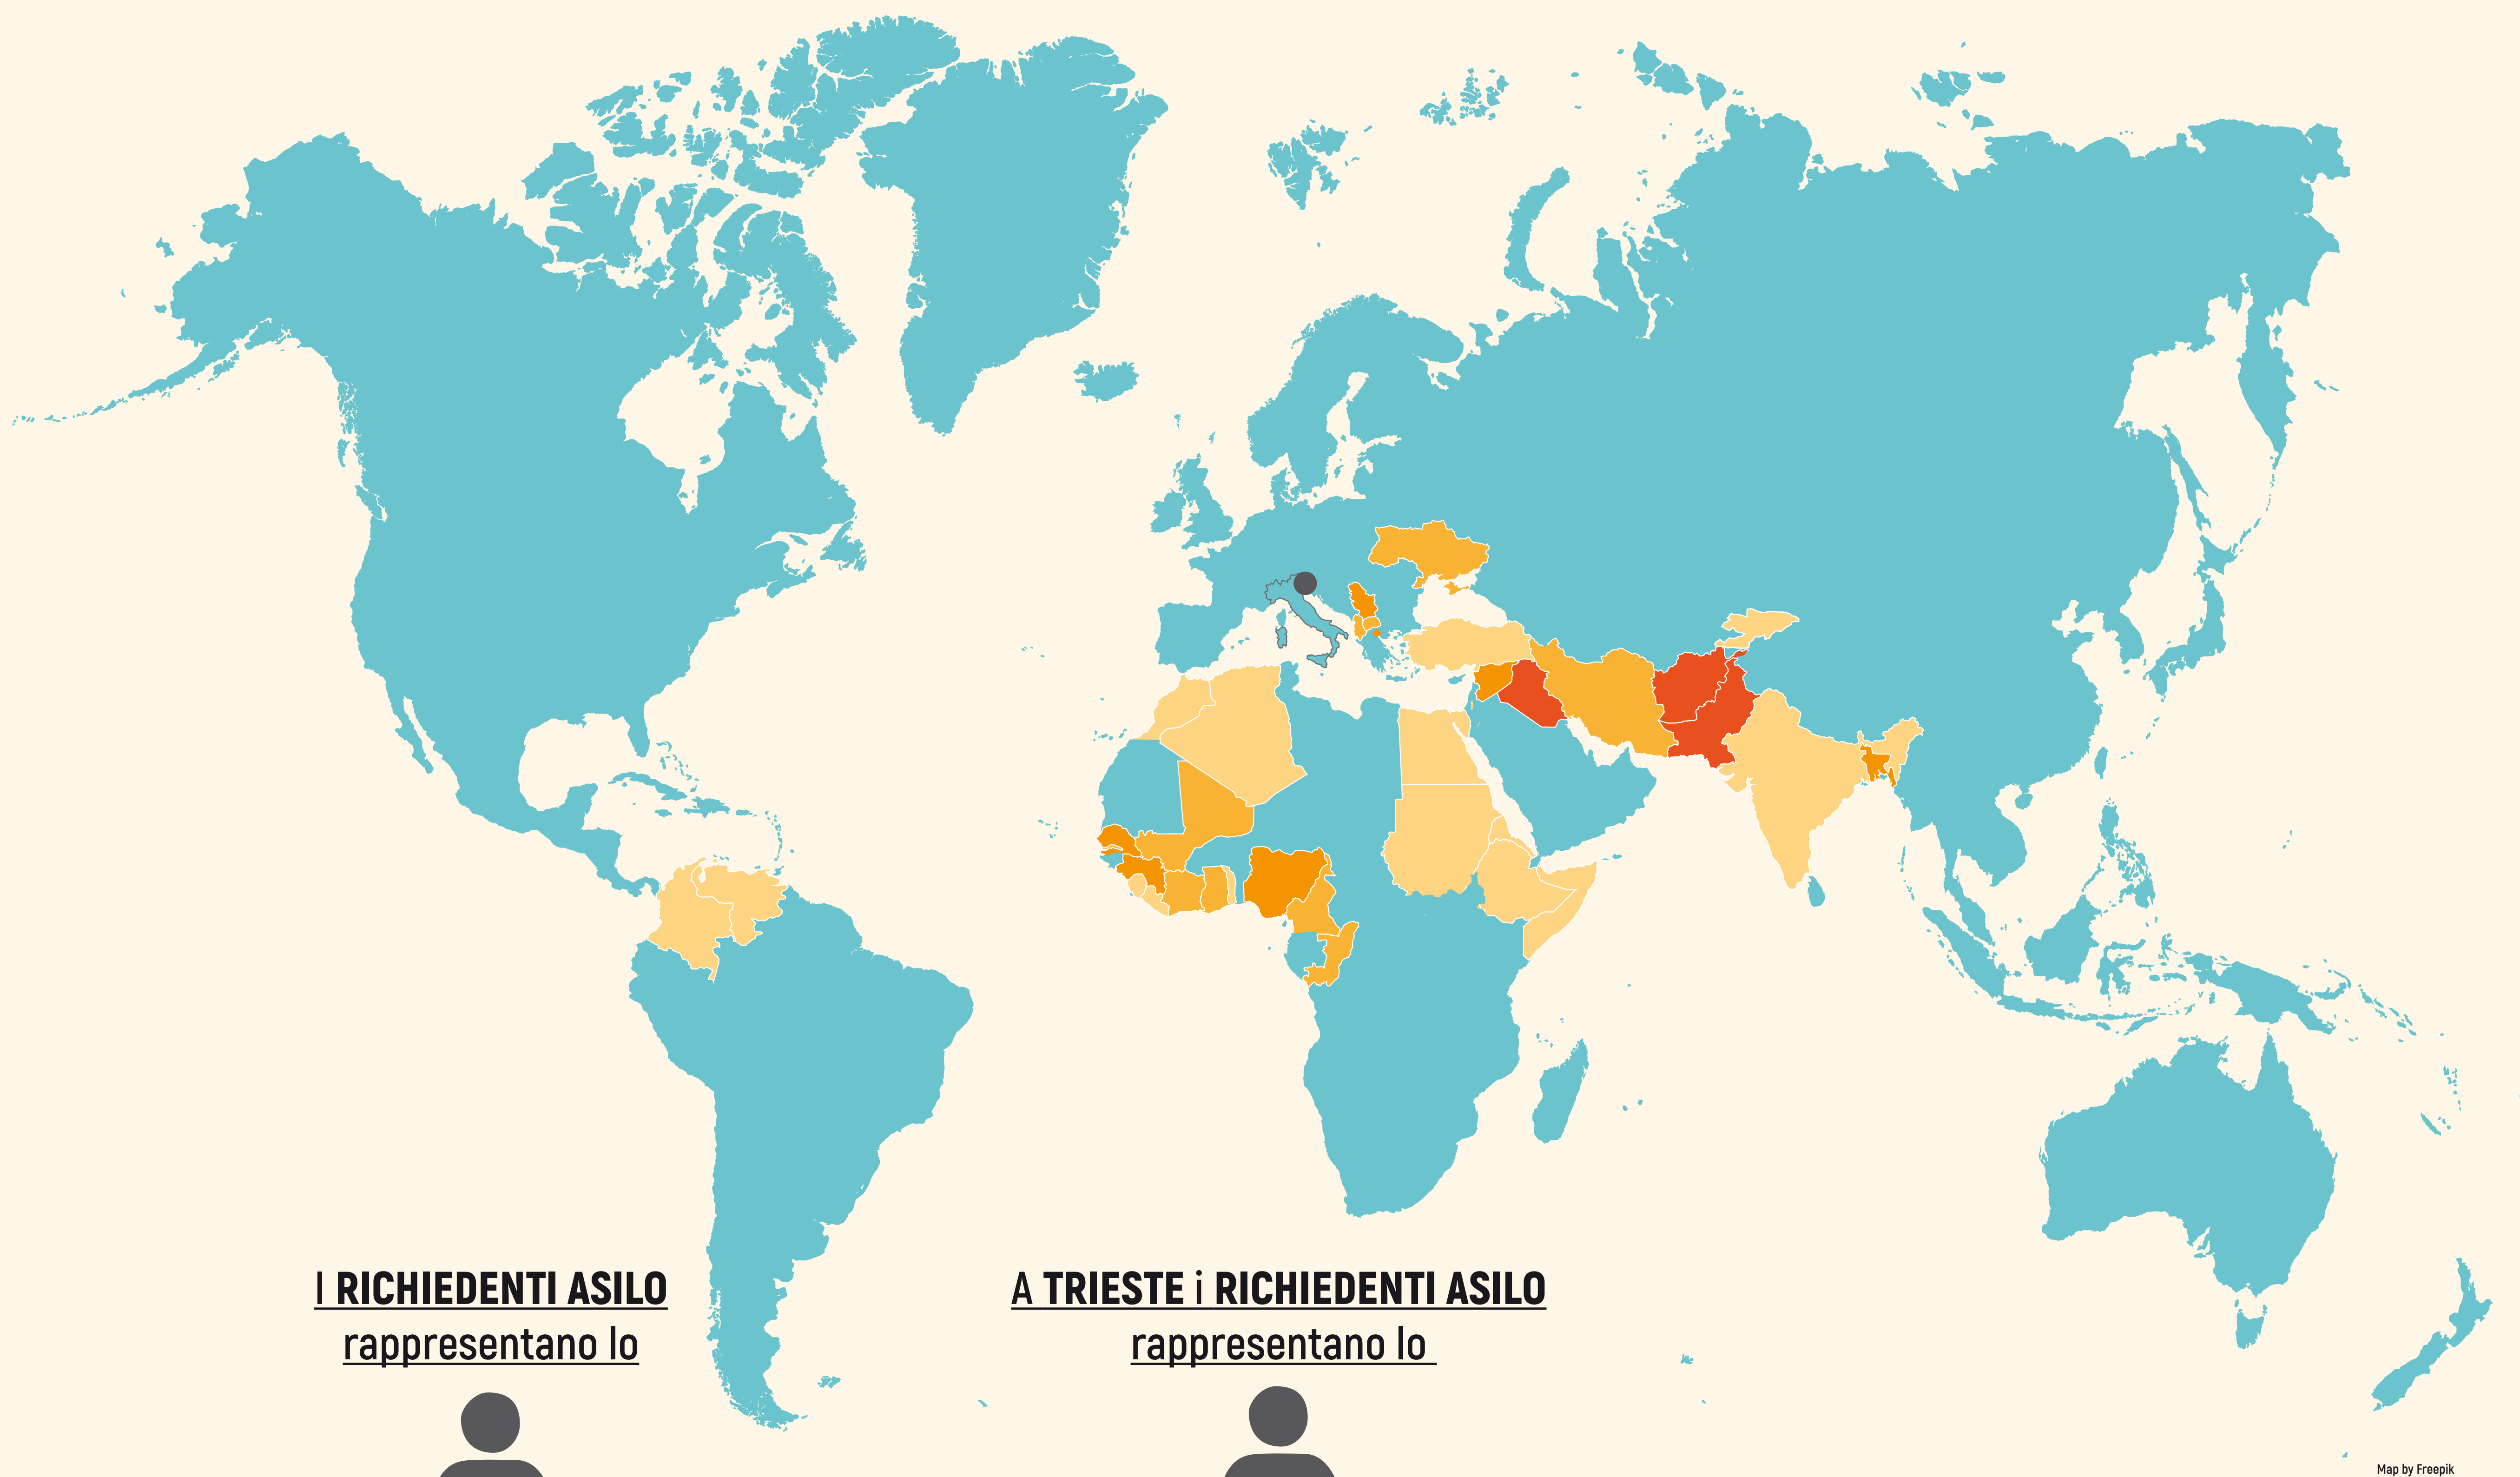 I RICHIEDENTI ASILO
rappresentano lo
A TRIESTE i RICHIEDENTI ASILO
rappresentano lo
Map by Freepik